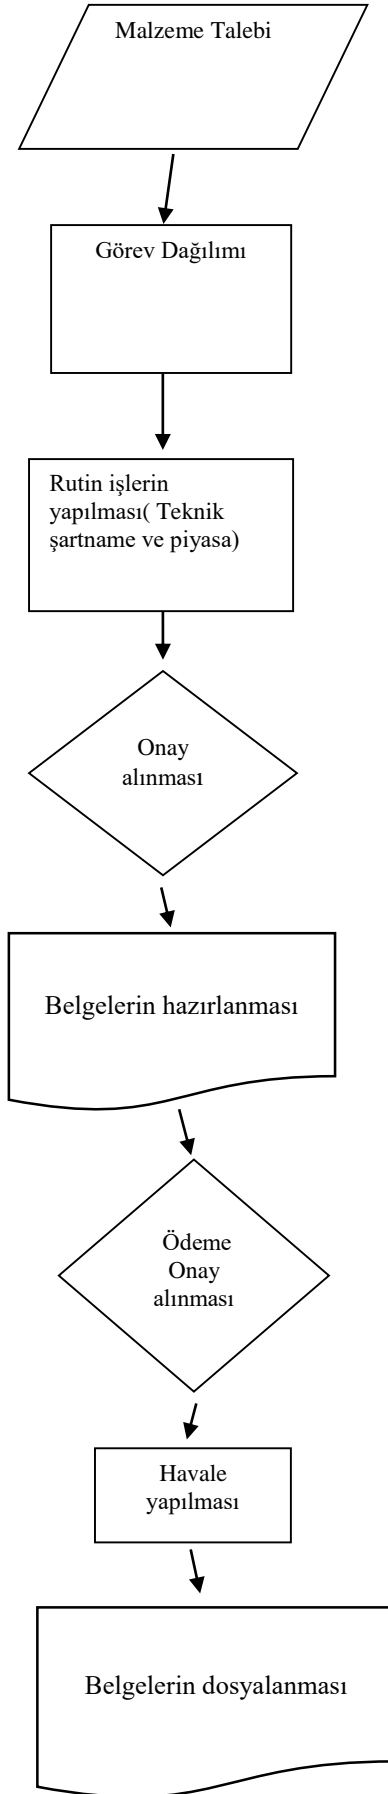 Malzeme Talebi
Görev Dağılımı
Rutin işlerin
yapılması( Teknik
şartname ve piyasa)
Onay
alınması
Belgelerin hazırlanması
Ödeme
Onay
alınması
Havale
yapılması
Belgelerin dosyalanması